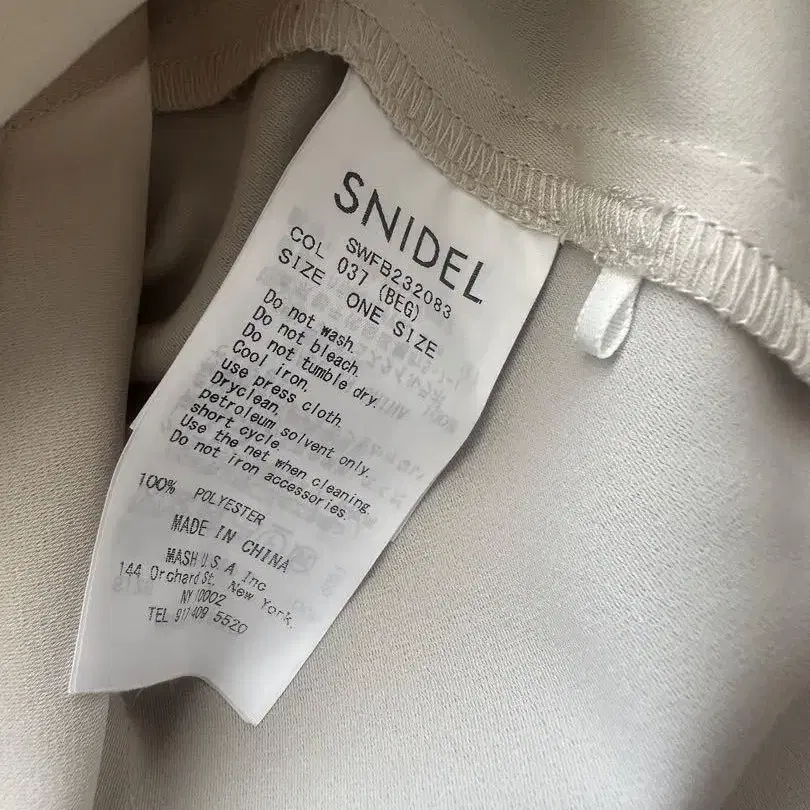 SNIDEL
SWFB232083
COL 037 (BEG)
SIZE ONE SIZE
Do not wash.
Do not bleach.
Do not tumble dry.
Cool iron,
use press cloth.
Dryclean,
petroleum solvent only.
short cycle
Use the net when cleaning.
Do not iron accessories.
100% POLYESTER
MADE IN CHINA
MASH U.S.A Inc
144 Orchard St. New York,
NY 10002
TEL 917 409 5520